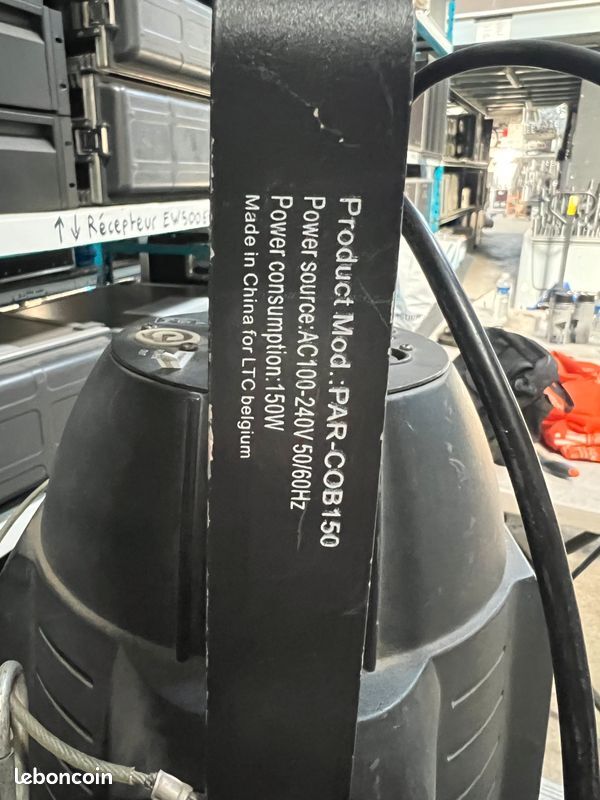 Product Mod.:PAR-COB150
Power source:AC100-240V 50/60Hz
Power consumption:150W
Made in China for LTC belgium
↑↓ Récepteur EW500
leboncoin